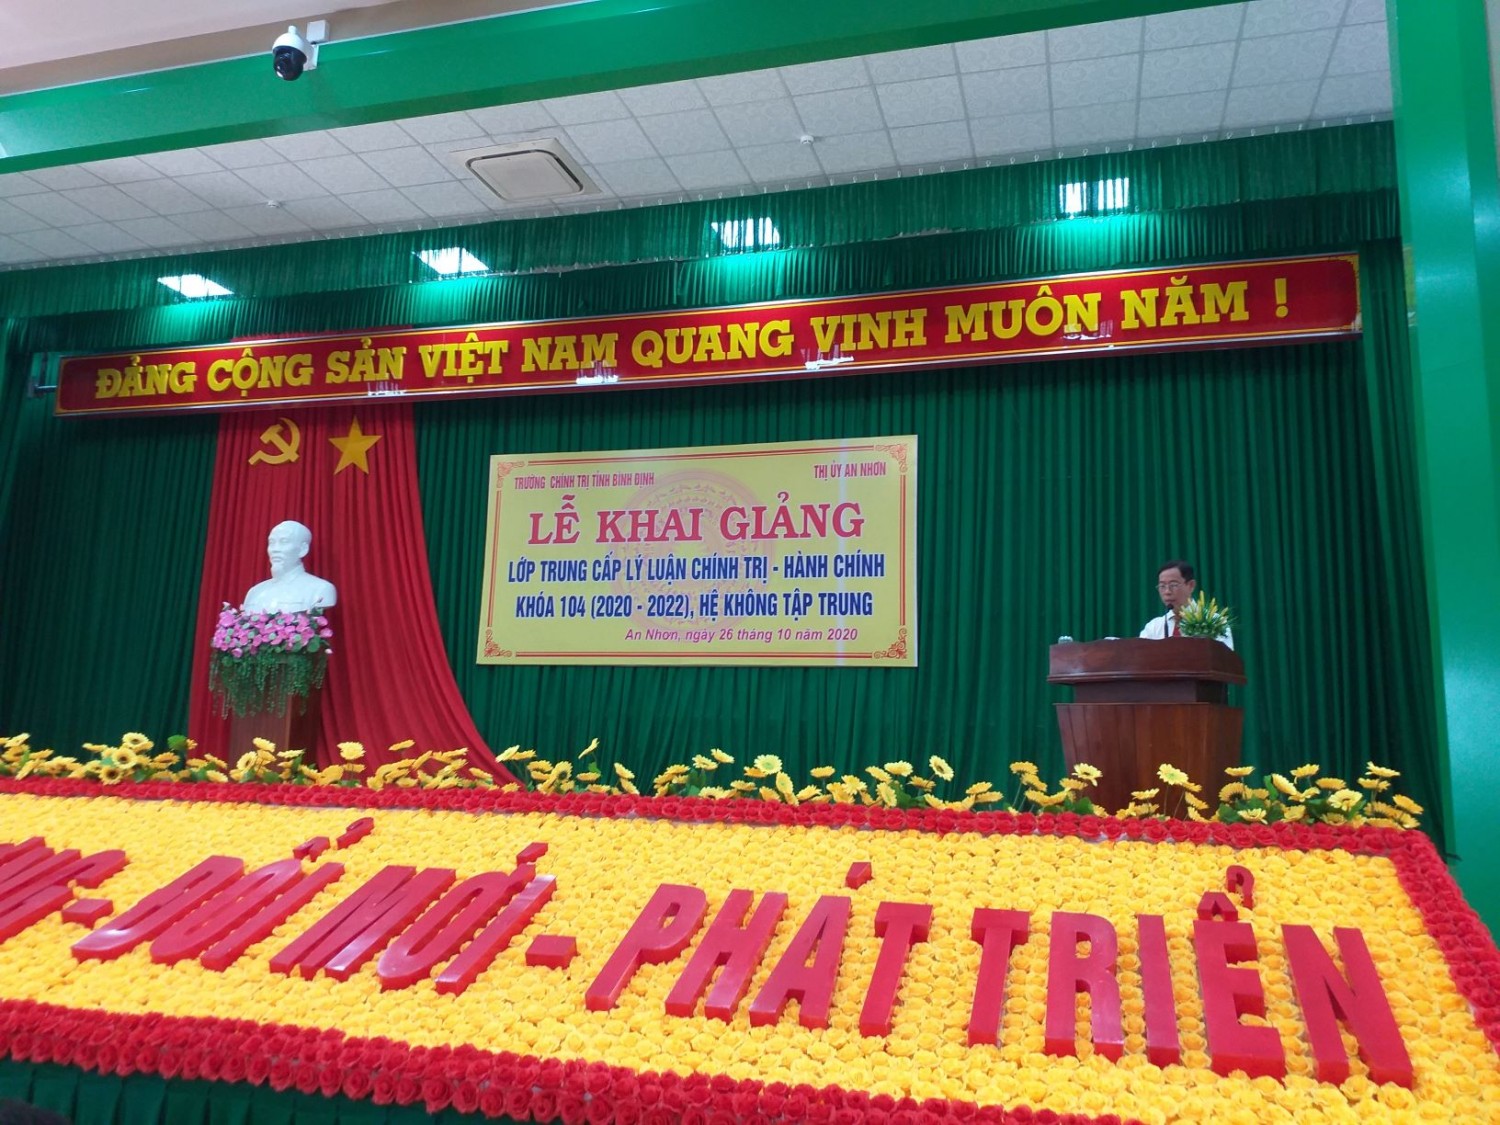 ĐẢNG CỘNG SẢN VIỆT NAM QUANG VINH MUÔN NĂM !
TRƯỜNG CHÍNH TRỊ TỈNH BÌNH ĐỊNH
THỊ ỦY AN NHƠN
LỄ KHAI GIẢNG
LỚP TRUNG CẤP LÝ LUẬN CHÍNH TRỊ - HÀNH CHÍNH
KHÓA 104 (2020 - 2022), HỆ KHÔNG TẬP TRUNG
An Nhơn, ngày 26 tháng 10 năm 2020
- ĐỔI MỚI - PHÁT TRIỂN